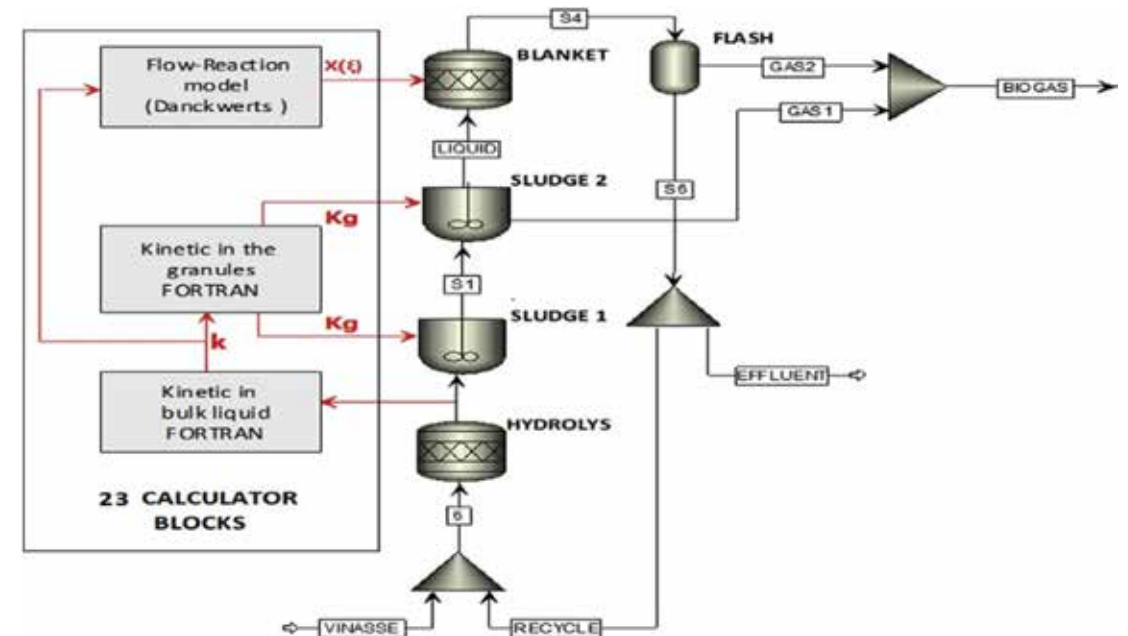 S4
FLASH
BLANKET
Flow-Reaction
model
(Danckwerts )
X(ξ)
GAS2
BIOGAS
GAS1
LIQUID
SLUDGE 2
S6
Kg
Kinetic in the
granules
FORTRAN
S1
SLUDGE 1
Kg
k
EFFLUENT
Kinetic in
bulk liquid
FORTRAN
HYDROLYS
23 CALCULATOR
BLOCKS
6
VINASSE
RECYCLE